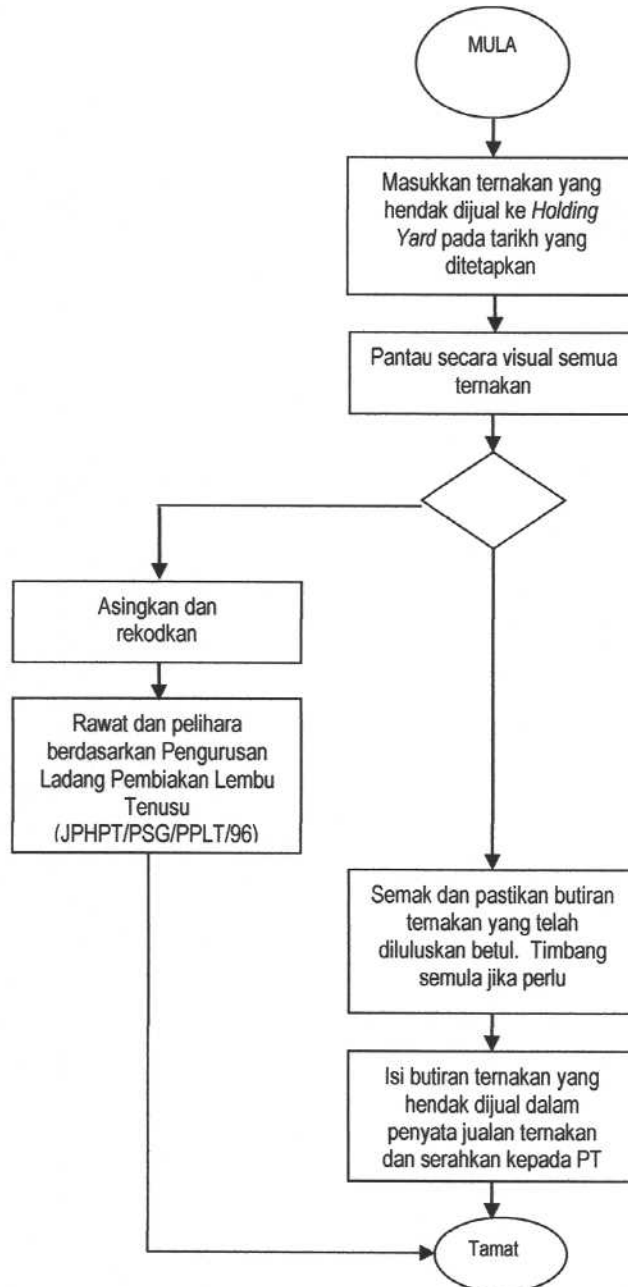 MULA
Masukkan ternakan yang
hendak dijual ke Holding
Yard pada tarikh yang
ditetapkan
Pantau secara visual semua
ternakan
Asingkan dan
rekodkan
Rawat dan pelihara
berdasarkan Pengurusan
Ladang Pembiakan Lembu
Tenusu
(JPHPT/PSG/PPLT/96)
Semak dan pastikan butiran
ternakan yang telah
diluluskan betul. Timbang
semula jika perlu
Isi butiran ternakan yang
hendak dijual dalam
penyata jualan ternakan
dan serahkan kepada PT
Tamat